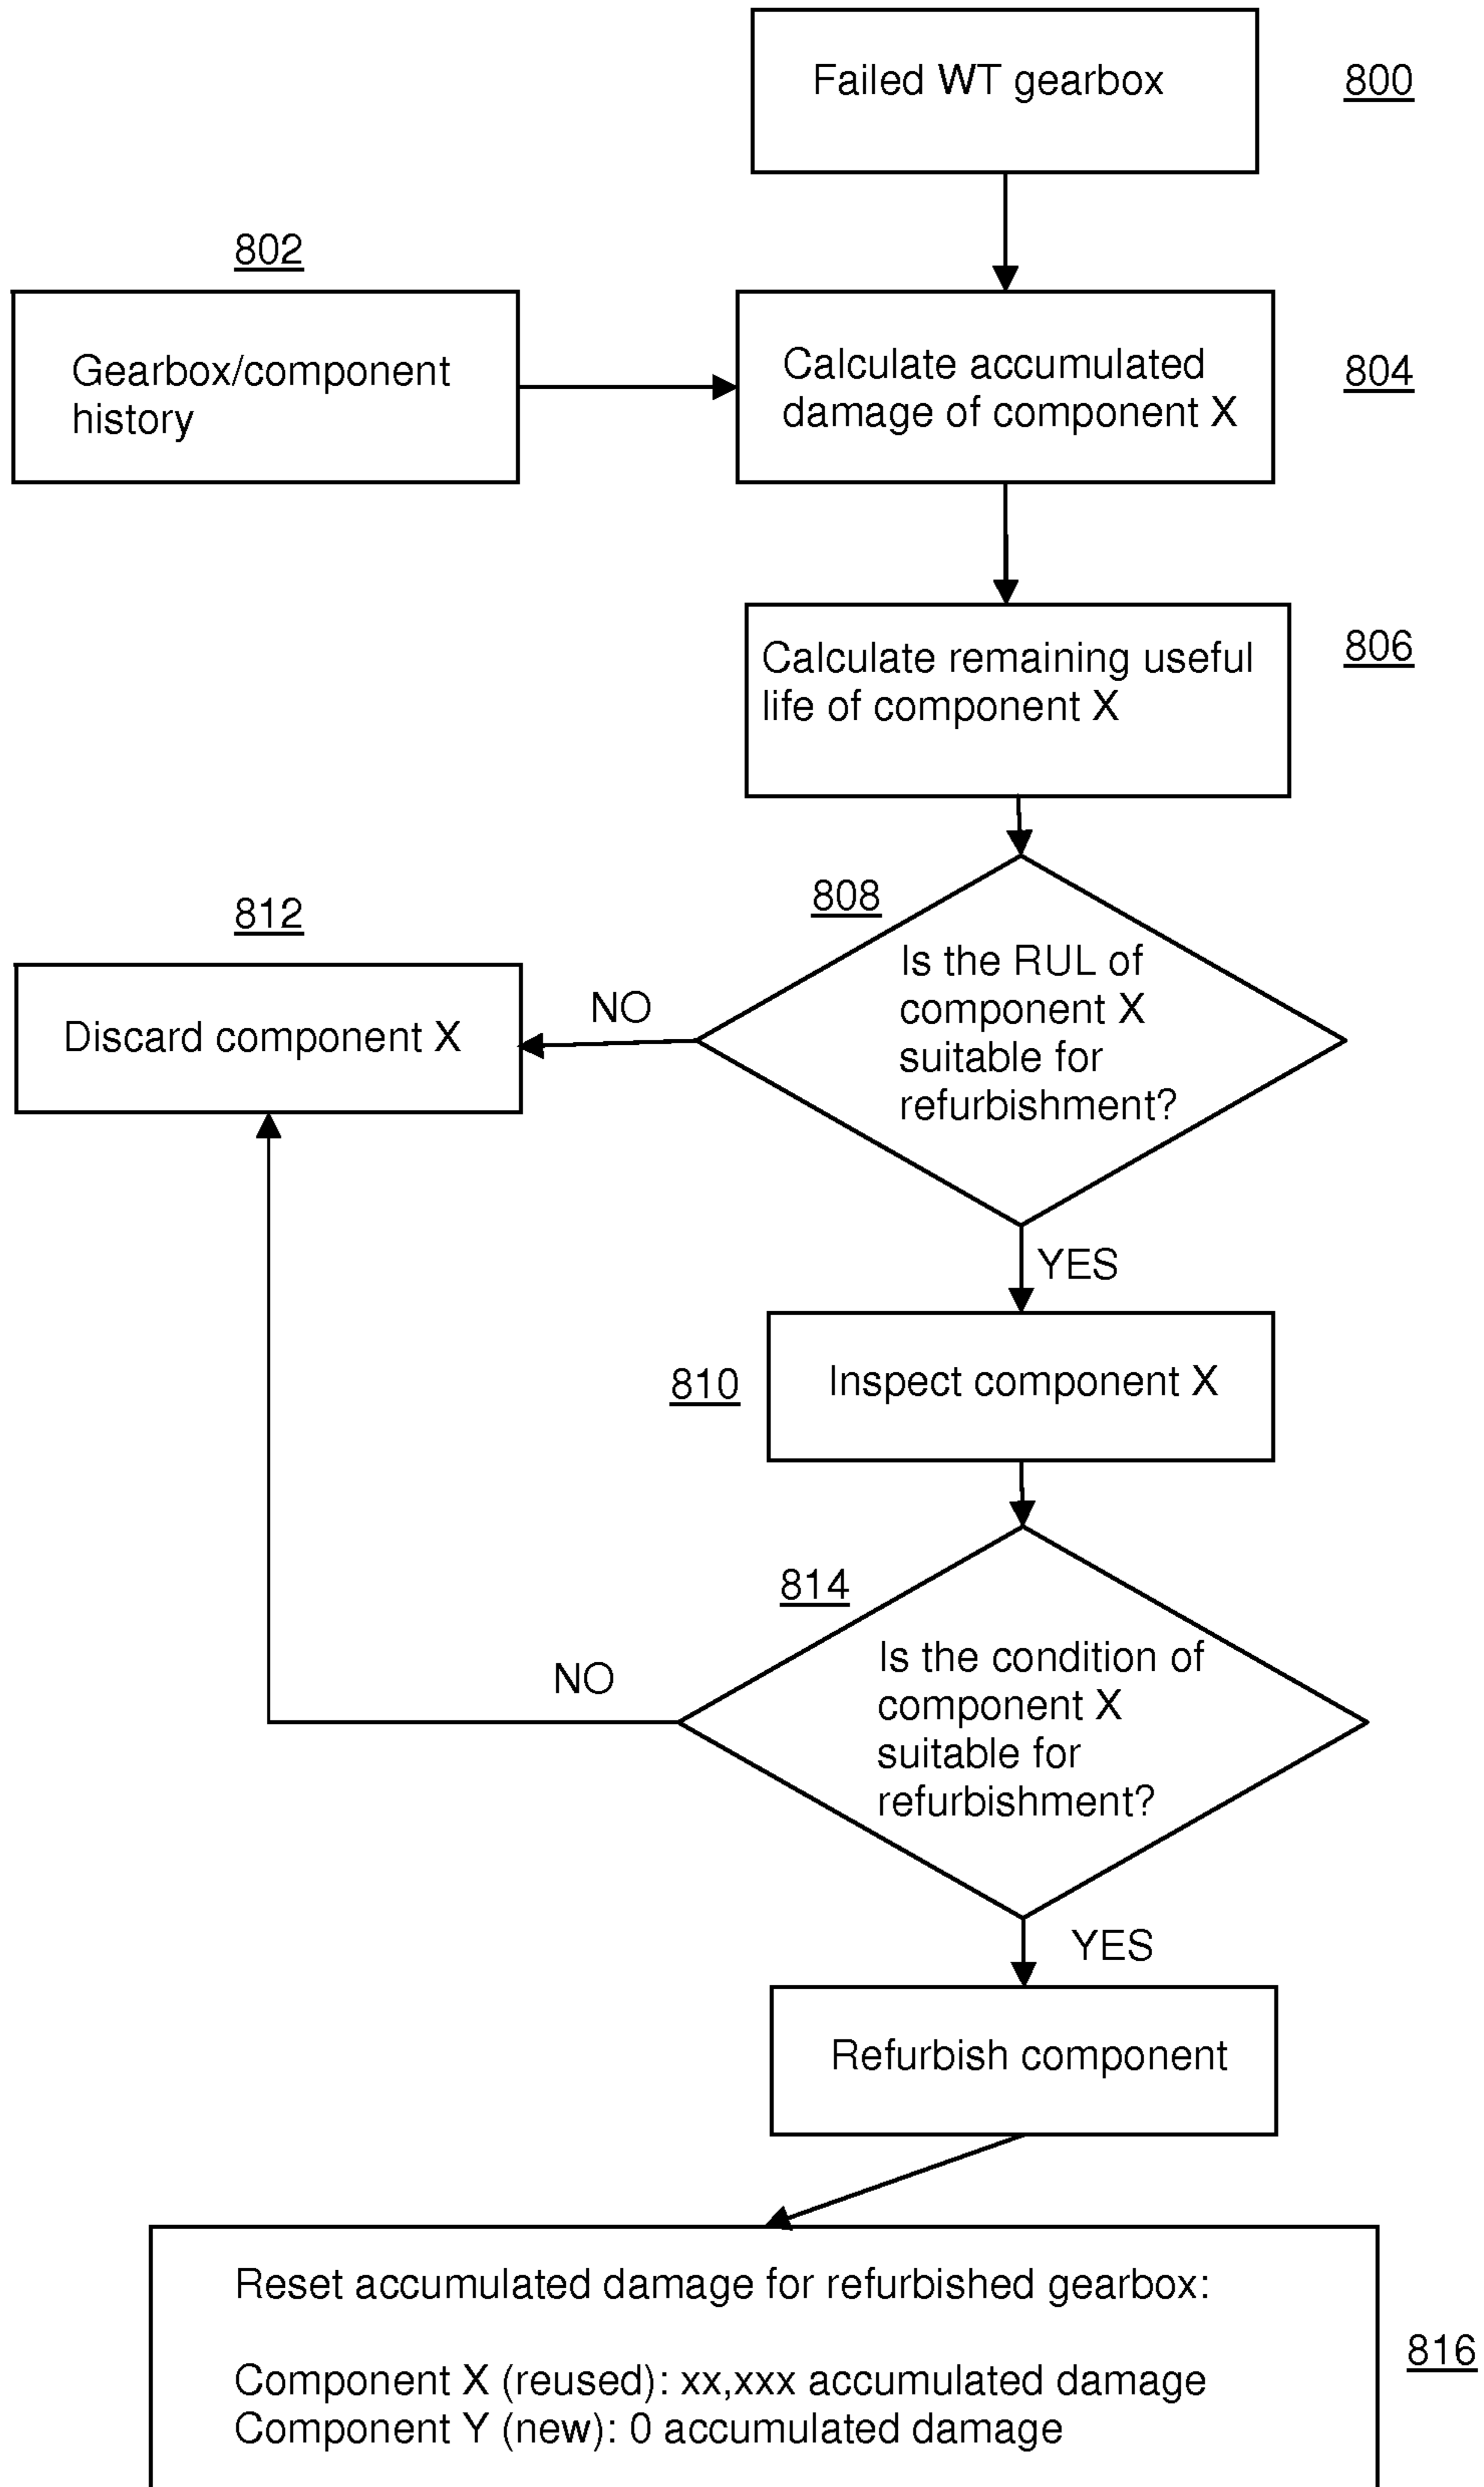 Failed WT gearbox
800
802
Gearbox/component
history
Calculate accumulated
damage of component X
804
Calculate remaining useful
life of component X
806
808
Is the RUL of
component X
suitable for
refurbishment?
812
NO
Discard component X
YES
810
Inspect component X
814
Is the condition of
component X
suitable for
refurbishment?
NO
YES
Refurbish component
Reset accumulated damage for refurbished gearbox:
Component X (reused): xx,xxx accumulated damage
Component Y (new): 0 accumulated damage
816